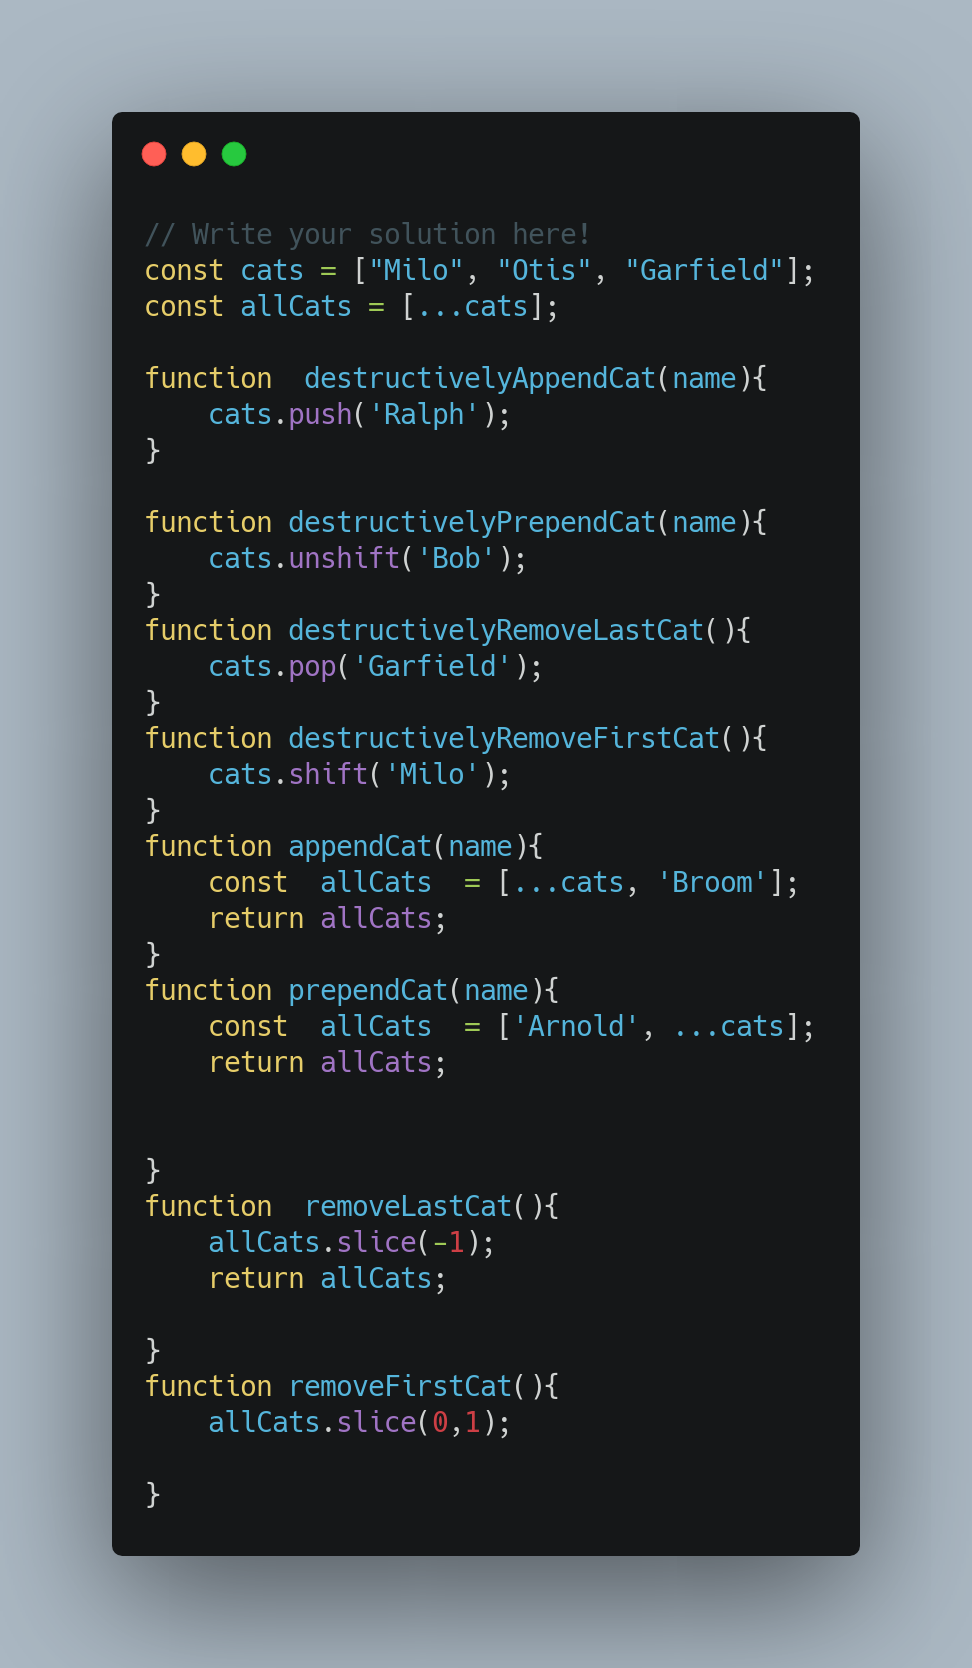 // Write your solution here!
const cats = ["Milo", "Otis", "Garfield"];
const allCats = [...cats];
function  destructivelyAppendCat(name){
    cats.push('Ralph');
}
function destructivelyPrependCat(name){
    cats.unshift('Bob');
}
function destructivelyRemoveLastCat(){
    cats.pop('Garfield');
}
function destructivelyRemoveFirstCat(){
    cats.shift('Milo');
}
function appendCat(name){
    const  allCats  = [...cats, 'Broom'];
    return allCats;
}
function prependCat(name){
    const  allCats  = ['Arnold', ...cats];
    return allCats;
}
function  removeLastCat(){
    allCats.slice(-1);
    return allCats;
}
function removeFirstCat(){
    allCats.slice(0,1);
}